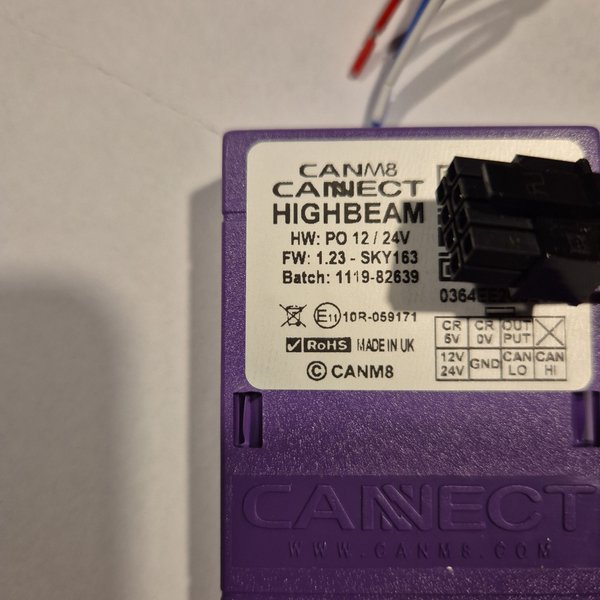 CANM8
CANNECT
HIGHBEAM
HW: PO 12 / 24V
FW: 1.23 - SKY163
Batch: 1119-82639
E11 10R-059171
RoHS MADE IN UK
© CANM8
CR 5V CR 0V OUT PUT
12V 24V GND CAN LO CAN HI
CANNECT
WWW.CANM8.COM